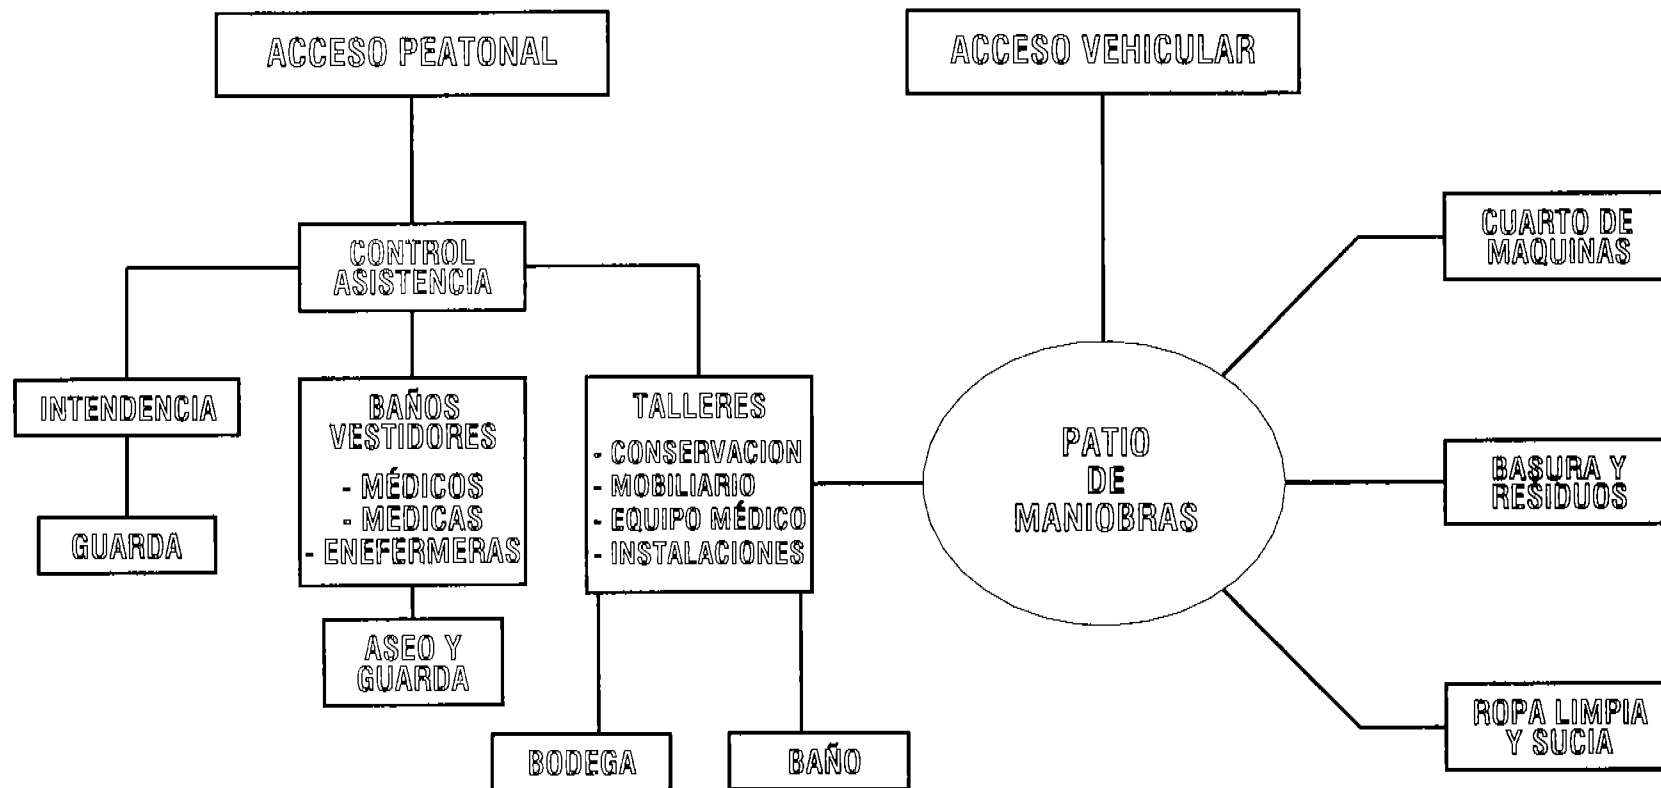 ACCESO PEATONAL
ACCESO VEHICULAR
CONTROL
ASISTENCIA
CUARTO DE
MAQUINAS
INTENDENCIA
GUARDA
BAÑOS
VESTIDORES
- MÉDICOS
- MEDICAS
- ENEFERMERAS
ASEO Y
GUARDA
TALLERES
- CONSERVACION
- MOBILIARIO
- EQUIPO MÉDICO
- INSTALACIONES
BODEGA
BAÑO
PATIO
DE
MANIOBRAS
BASURA Y
RESIDUOS
ROPA LIMPIA
Y SUCIA